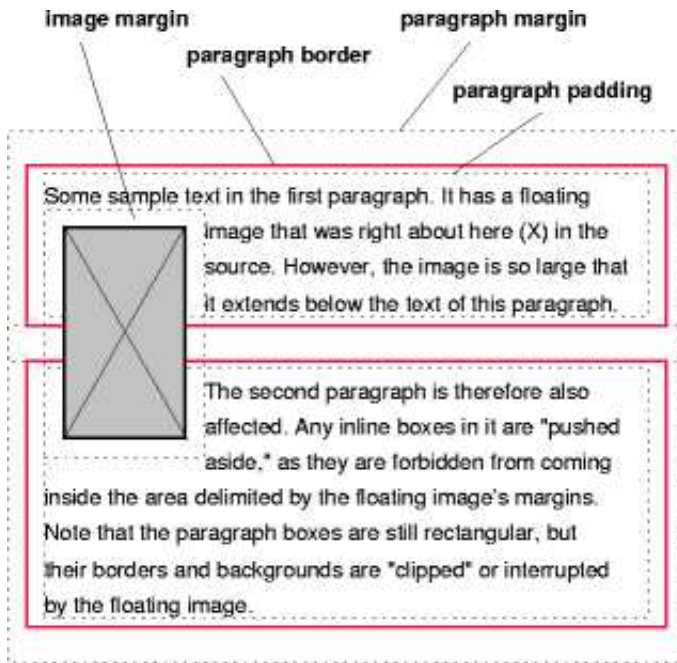 image margin
paragraph margin
paragraph border
paragraph padding
Some sample text in the first paragraph. It has a floating
image that was right about here (X) in the
source. However, the image is so large that
it extends below the text of this paragraph.
The second paragraph is therefore also
affected. Any inline boxes in it are "pushed
aside," as they are forbidden from coming
inside the area delimited by the floating image's margins.
Note that the paragraph boxes are still rectangular, but
their borders and backgrounds are "clipped" or interrupted
by the floating image.